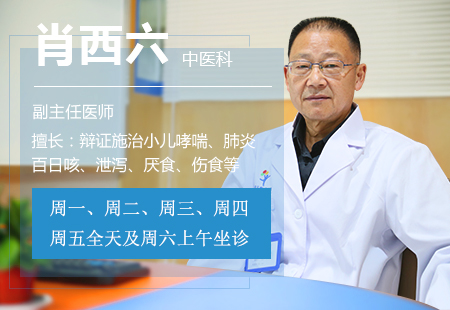 肖西六 中医科
副主任医师
擅长：辩证施治小儿哮喘、肺炎
百日咳、泄泻、厌食、伤食等
周一、周二、周三、周四
周五全天及周六上午坐诊